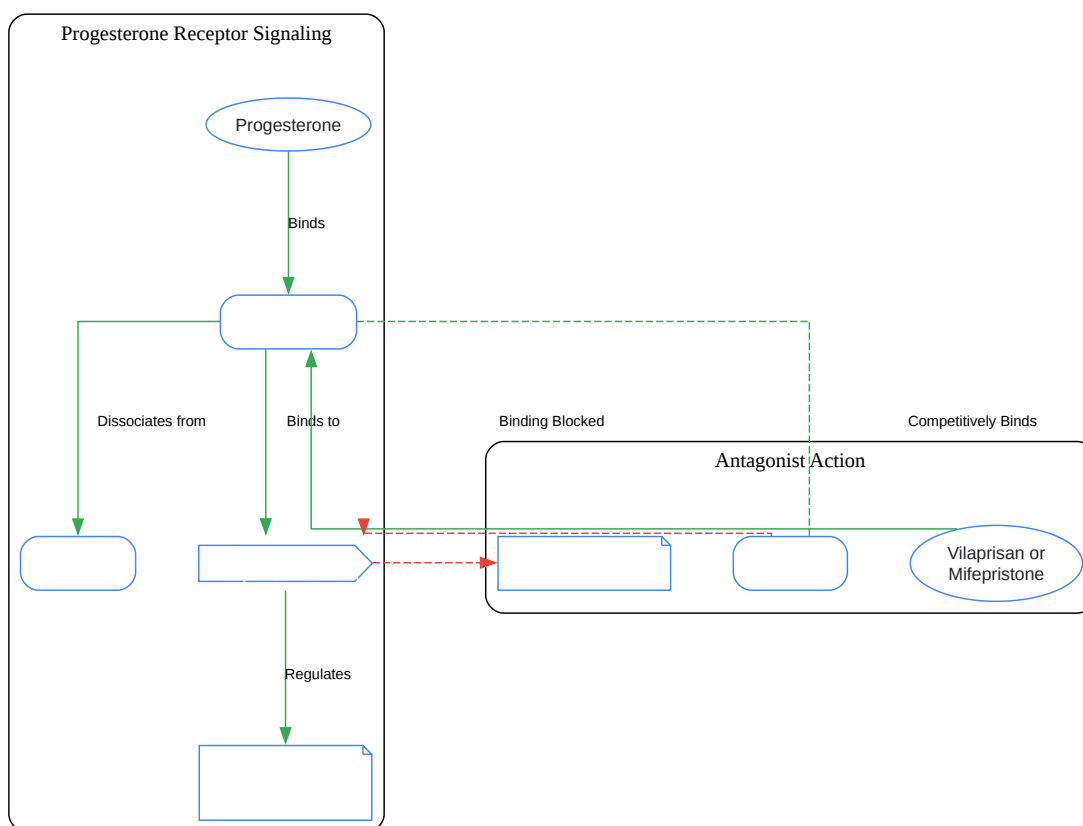 Progesterone Receptor Signaling
Progesterone
Binds
Dissociates from
Binds to
Binding Blocked
Competitively Binds
Antagonist Action
Vilaprisan or
Mifepristone
Regulates